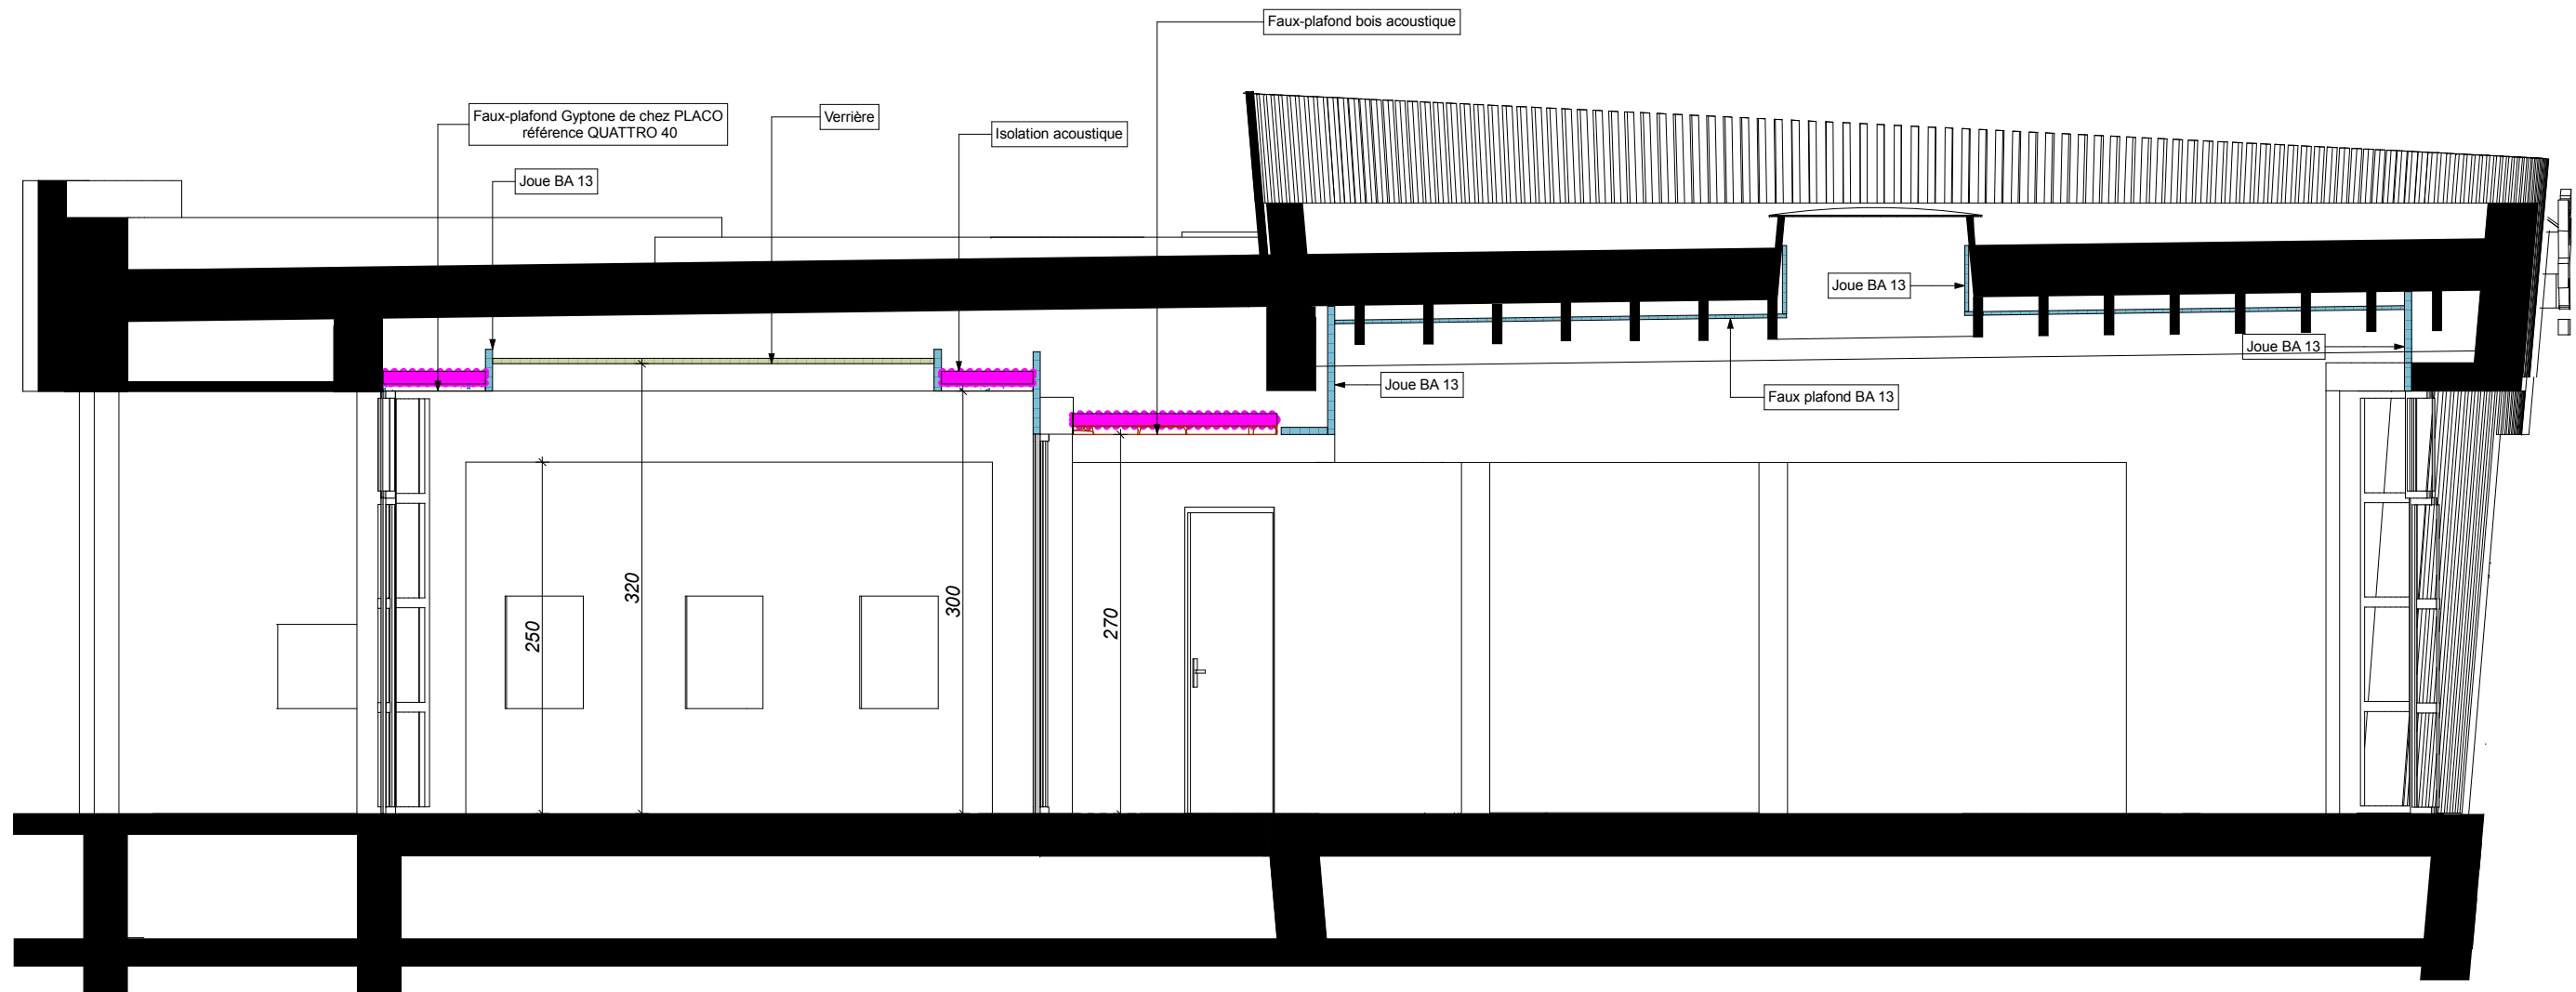 Faux-plafond bois acoustique
Faux-plafond Gyptone de chez PLACO
référence QUATTRO 40
Verrière
Isolation acoustique
Joue BA 13
Joue BA 13
Joue BA 13
Joue BA 13
Faux plafond BA 13
250
320
300
270